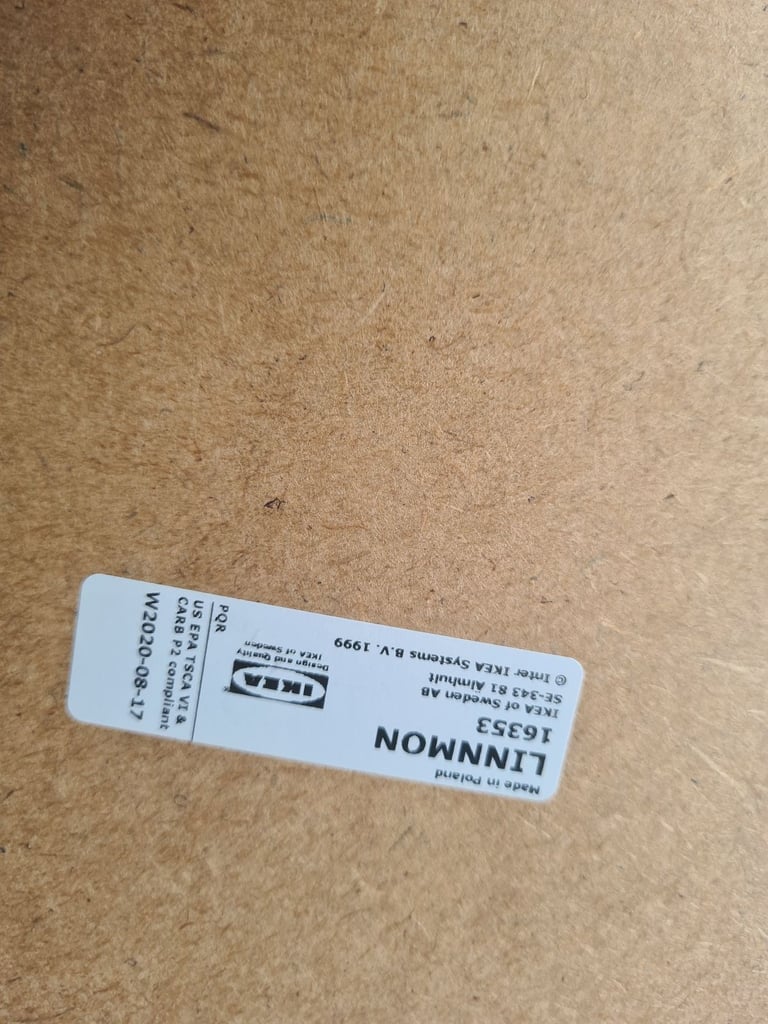 Made in Poland
LINNMON
16353
IKEA of Sweden AB
SE-343 81 Älmhult
© Inter IKEA Systems B.V. 1999
IKEA
Design and Quality
IKEA of Sweden
PQR
US EPA TSCA VI &
CARB P2 compliant
W2020-08-17